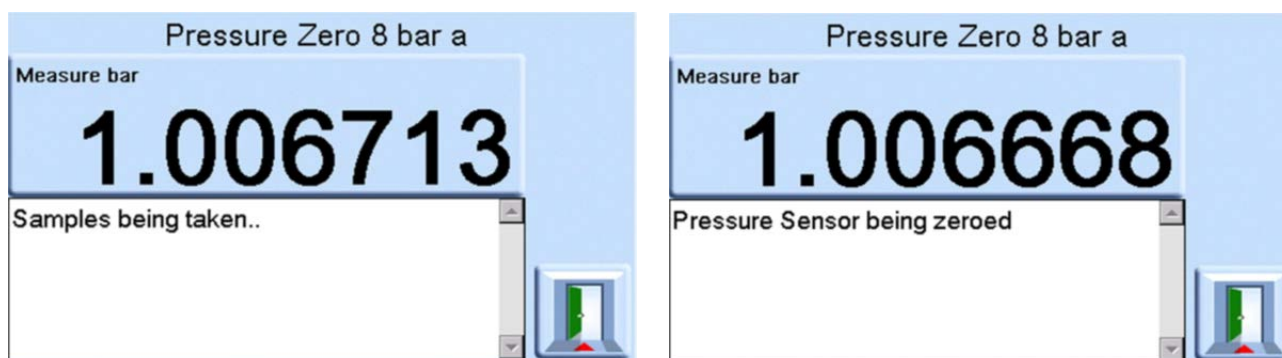 Pressure Zero 8 bar a
Measure bar
1.006713
Samples being taken..
Pressure Zero 8 bar a
Measure bar
1.006668
Pressure Sensor being zeroed